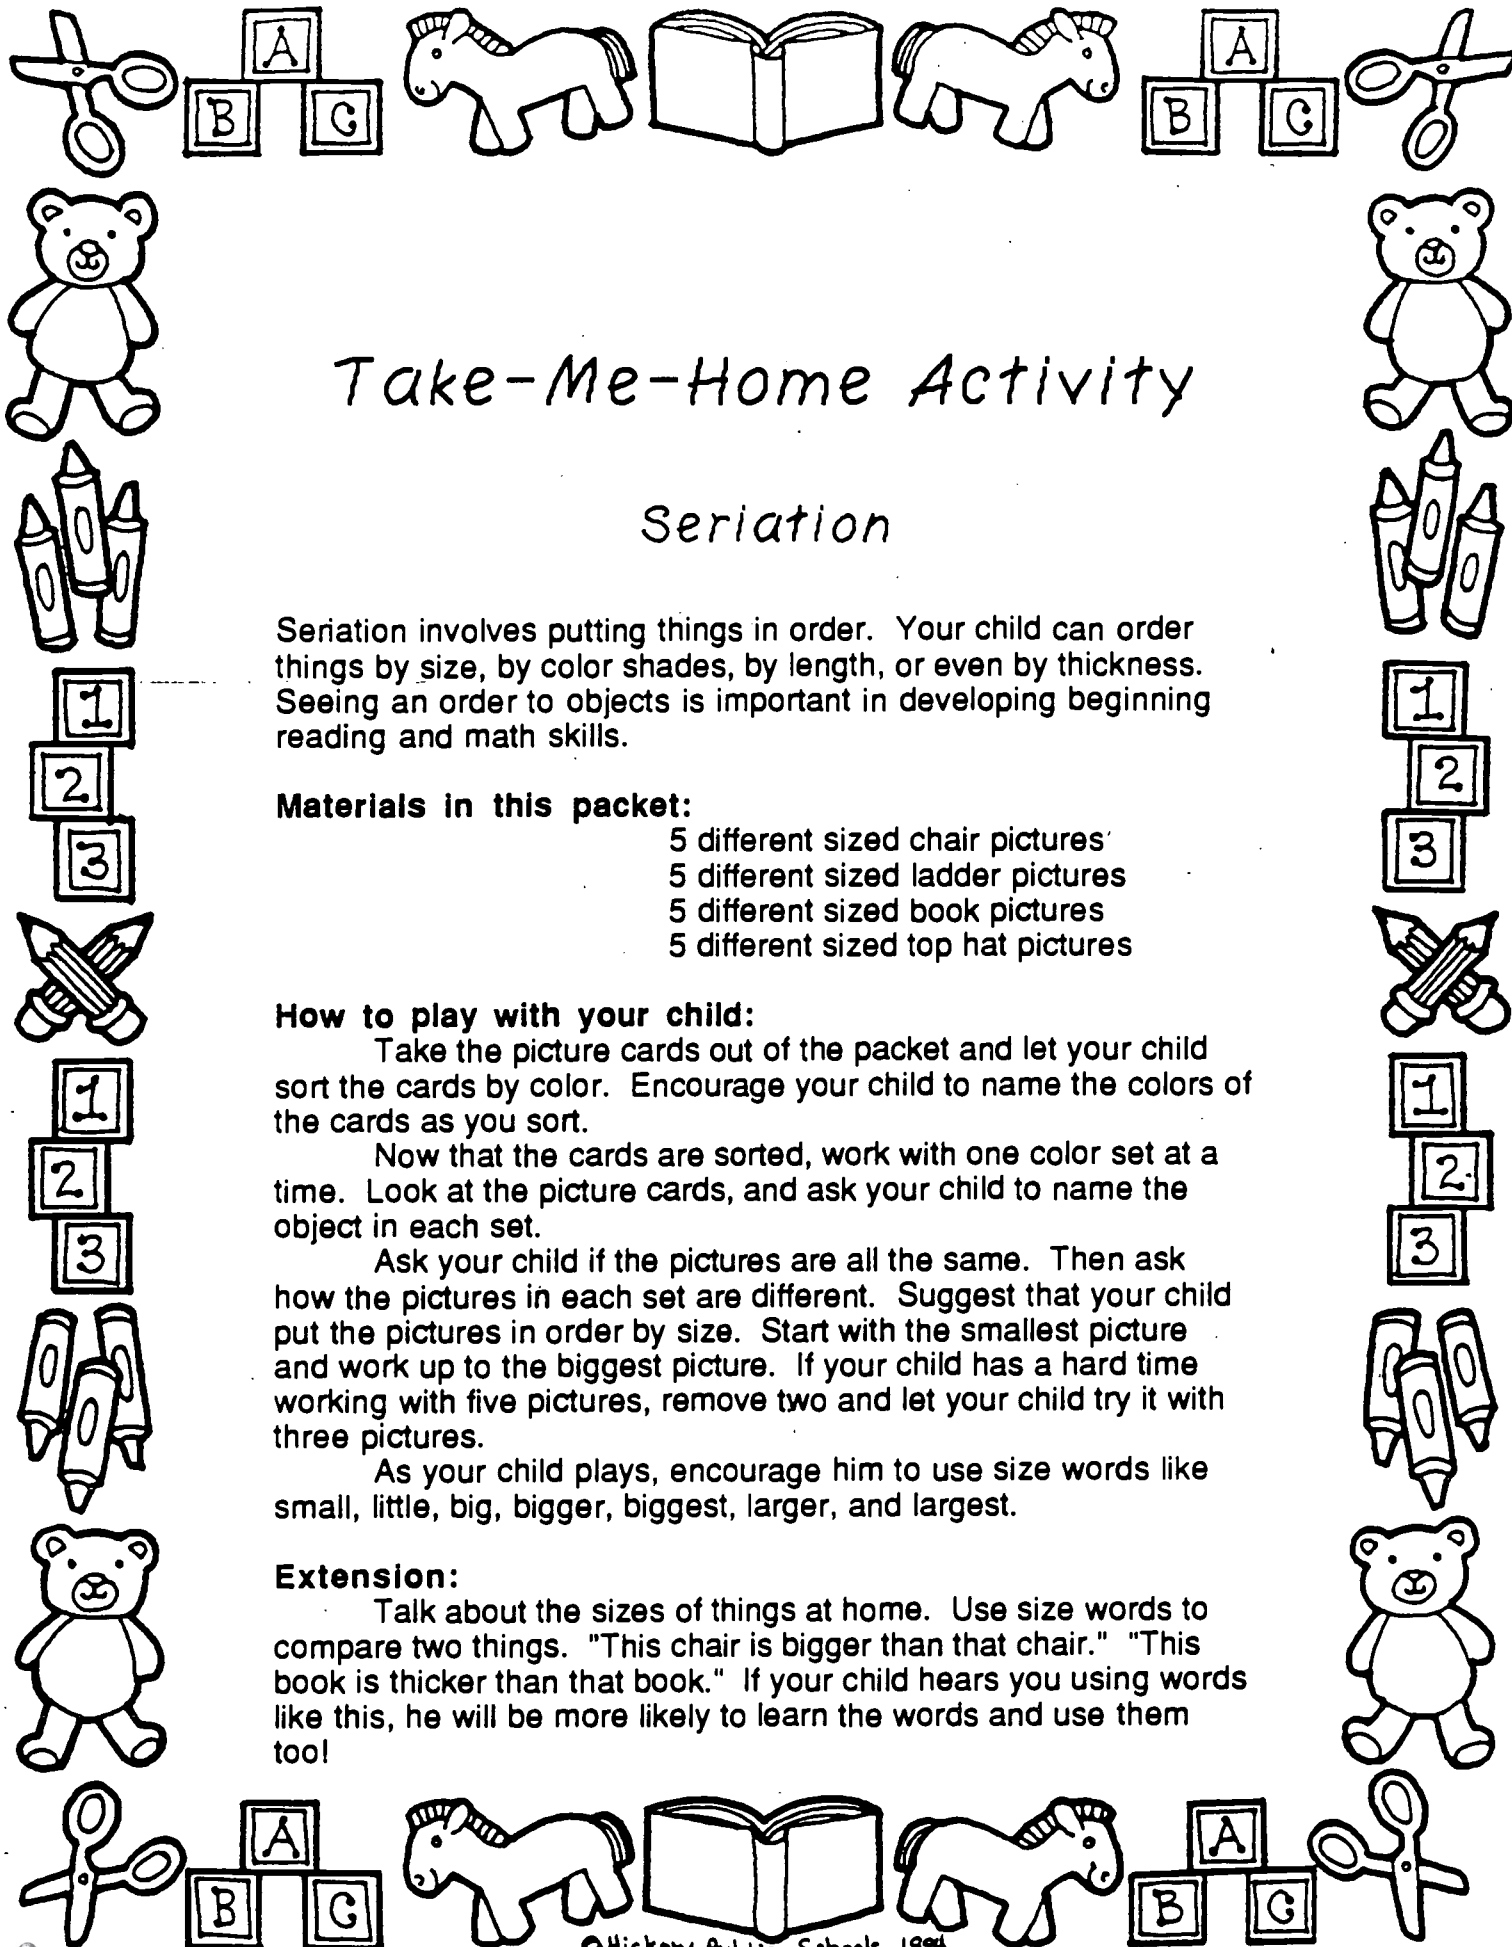 A
B C
A
B C
Take-Me-Home Activity
Seriation
Seriation involves putting things in order. Your child can order
things by size, by color shades, by length, or even by thickness.
Seeing an order to objects is important in developing beginning
reading and math skills.
Materials in this packet:
5 different sized chair pictures
5 different sized ladder pictures
5 different sized book pictures
5 different sized top hat pictures
How to play with your child:
Take the picture cards out of the packet and let your child
sort the cards by color. Encourage your child to name the colors of
the cards as you sort.
Now that the cards are sorted, work with one color set at a
time. Look at the picture cards, and ask your child to name the
object in each set.
Ask your child if the pictures are all the same. Then ask
how the pictures in each set are different. Suggest that your child
put the pictures in order by size. Start with the smallest picture
and work up to the biggest picture. If your child has a hard time
working with five pictures, remove two and let your child try it with
three pictures.
As your child plays, encourage him to use size words like
small, little, big, bigger, biggest, larger, and largest.
Extension:
Talk about the sizes of things at home. Use size words to
compare two things. "This chair is bigger than that chair." "This
book is thicker than that book." If your child hears you using words
like this, he will be more likely to learn the words and use them
too!
1
2
3
1
2
3
1
2
3
1
2
3
A
B C
A
B C
©Hickory Public Schools, 1994